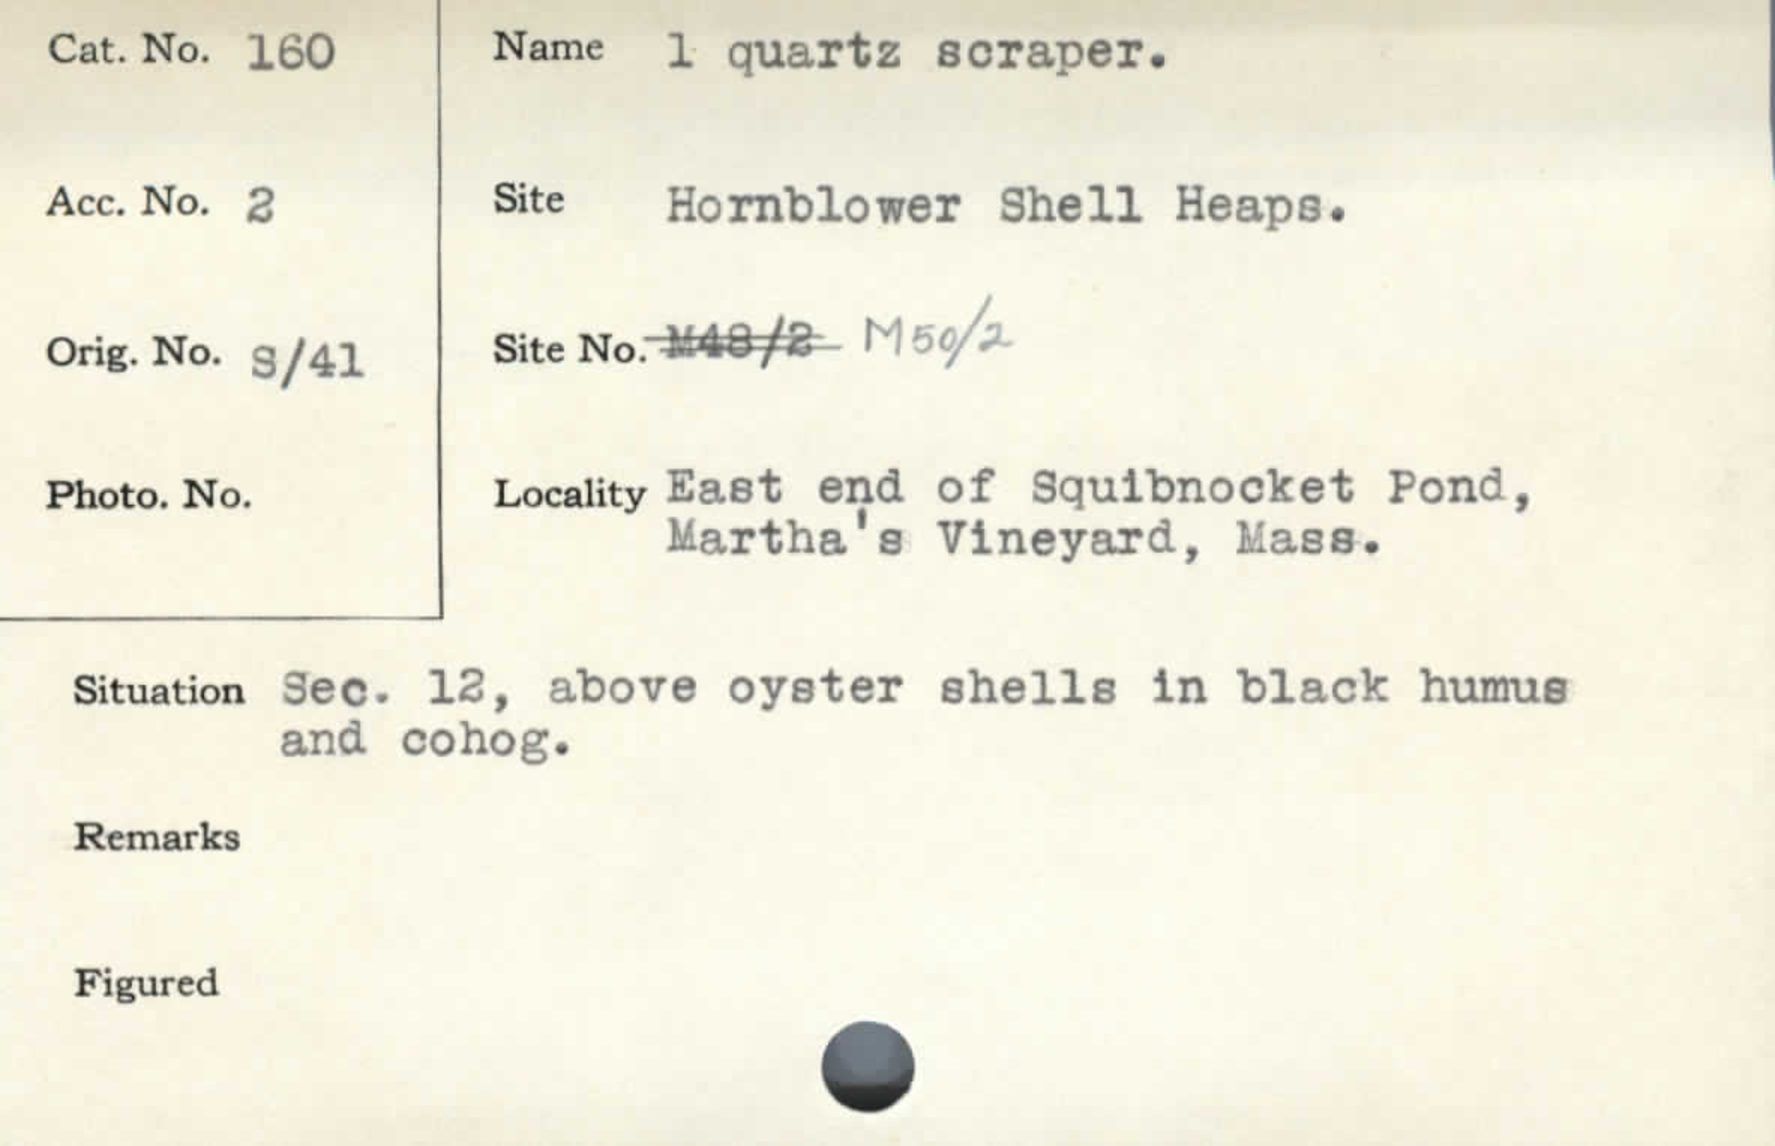 Cat. No. 160
Name 1 quartz scraper.
Acc. No. 2
Site Hornblower Shell Heaps.
Orig. No. S/41
Site No. M48/2 M50/2
Photo. No.
Locality East end of Squibnocket Pond,
Martha's Vineyard, Mass.
Situation Sec. 12, above oyster shells in black humus
and cohog.
Remarks
Figured